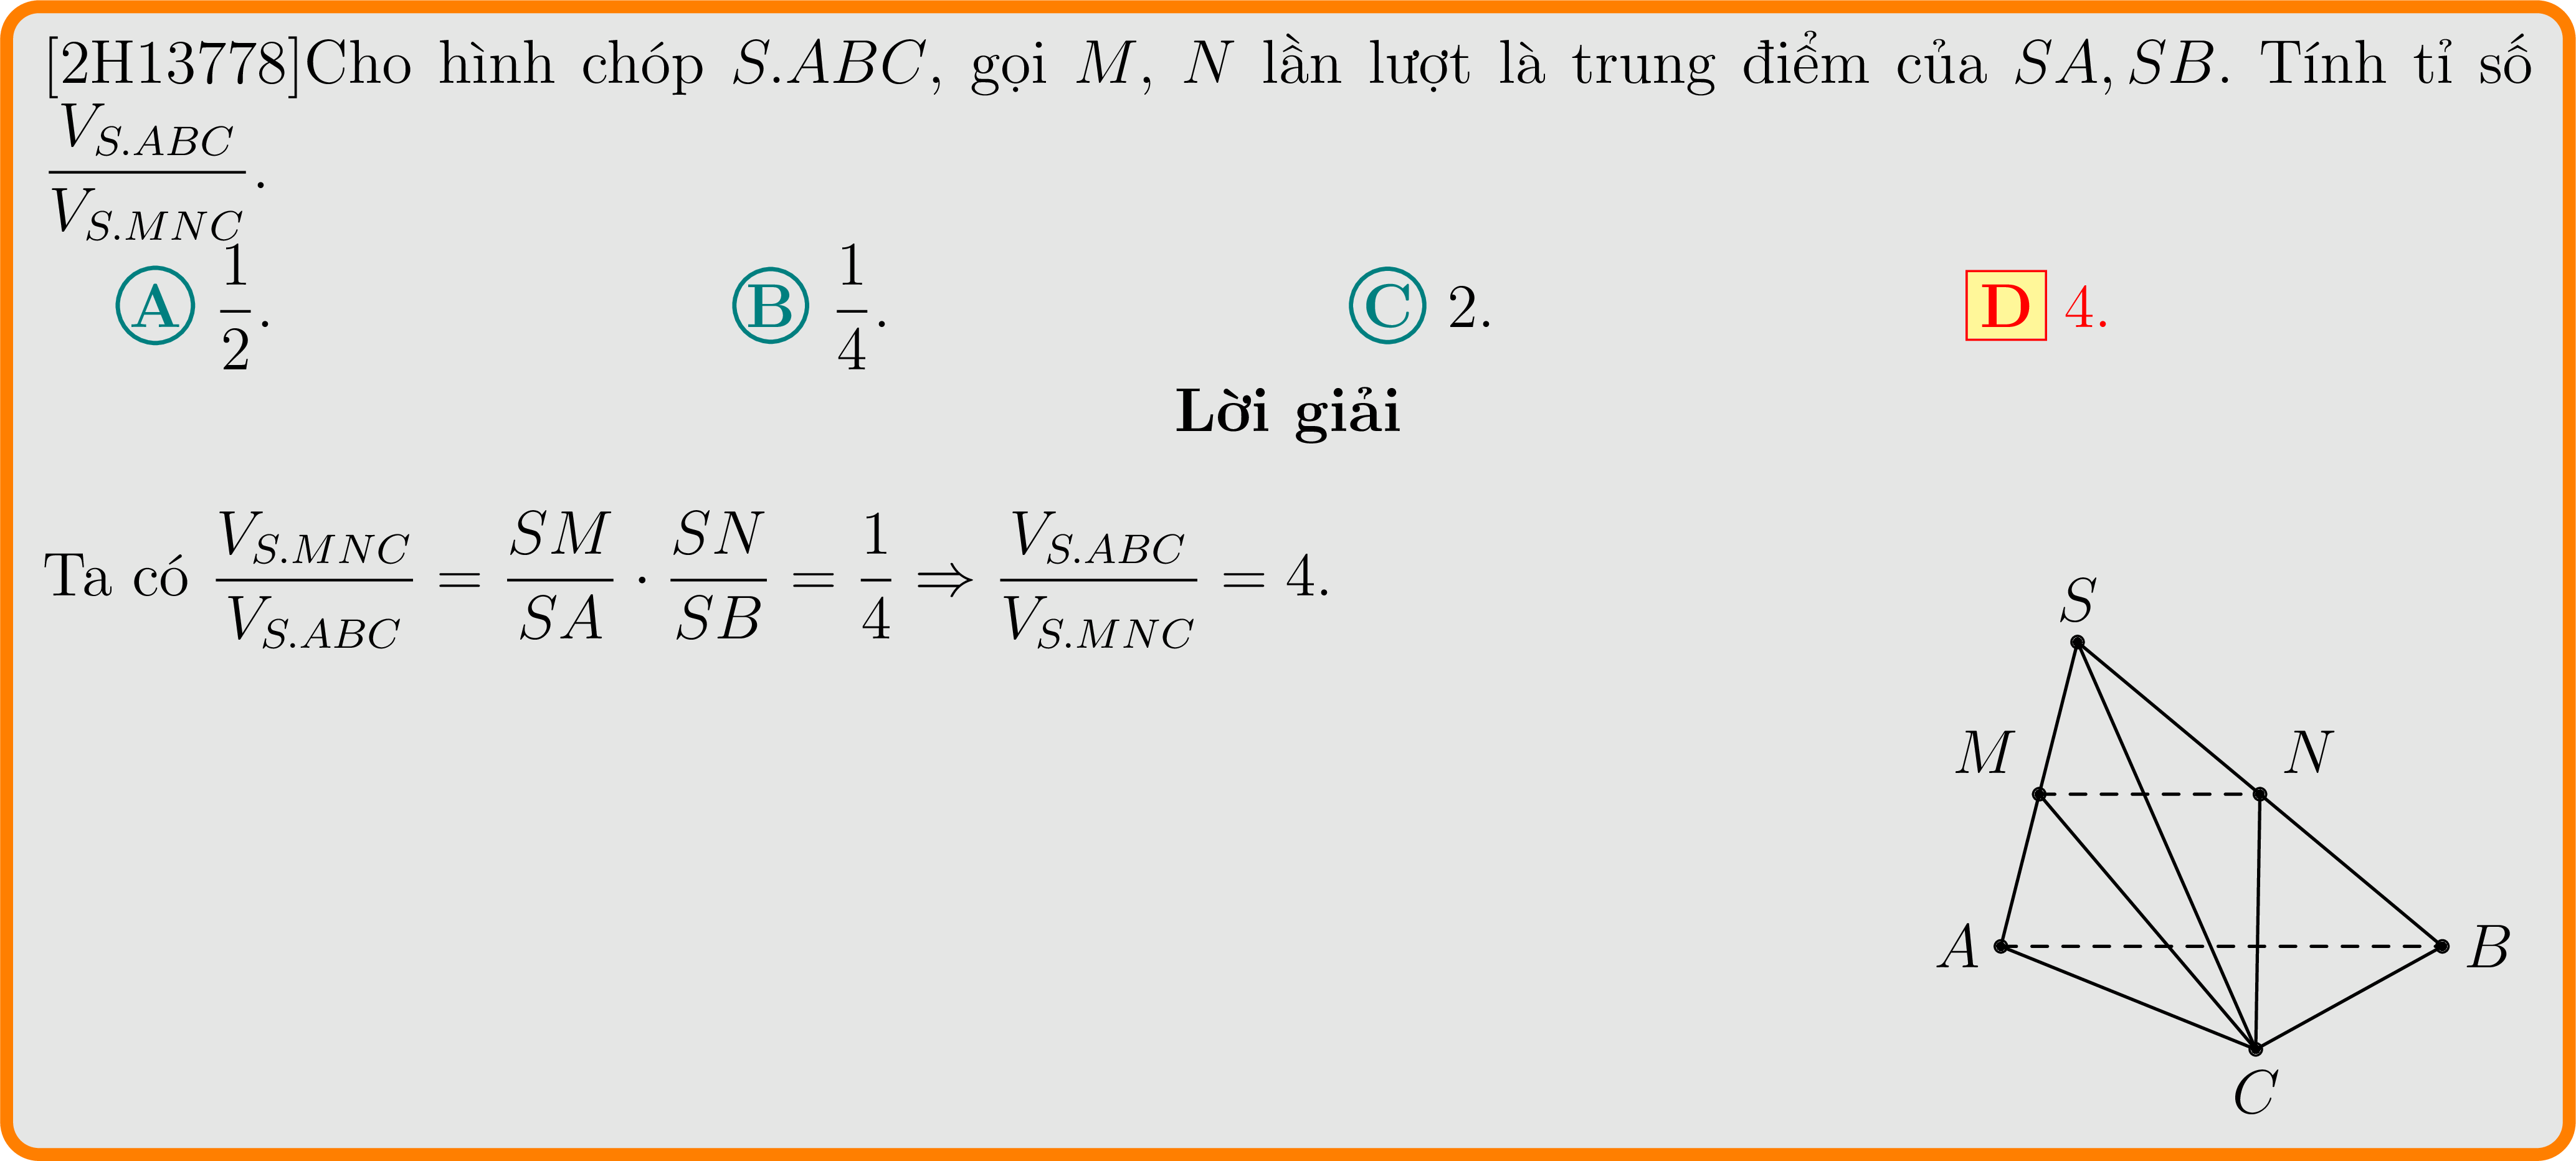 [2H13778]Cho hình chóp S.ABC, gọi M, N lần lượt là trung điểm của SA, SB. Tính tỉ số
\frac{V_{S.ABC}}{V_{S.MNC}}.
A \frac{1}{2}. B \frac{1}{4}. C 2. D 4.
Lời giải
Ta có \frac{V_{S.MNC}}{V_{S.ABC}} = \frac{SM}{SA} · \frac{SN}{SB} = \frac{1}{4} ⇒ \frac{V_{S.ABC}}{V_{S.MNC}} = 4.
S
M N
A B
C